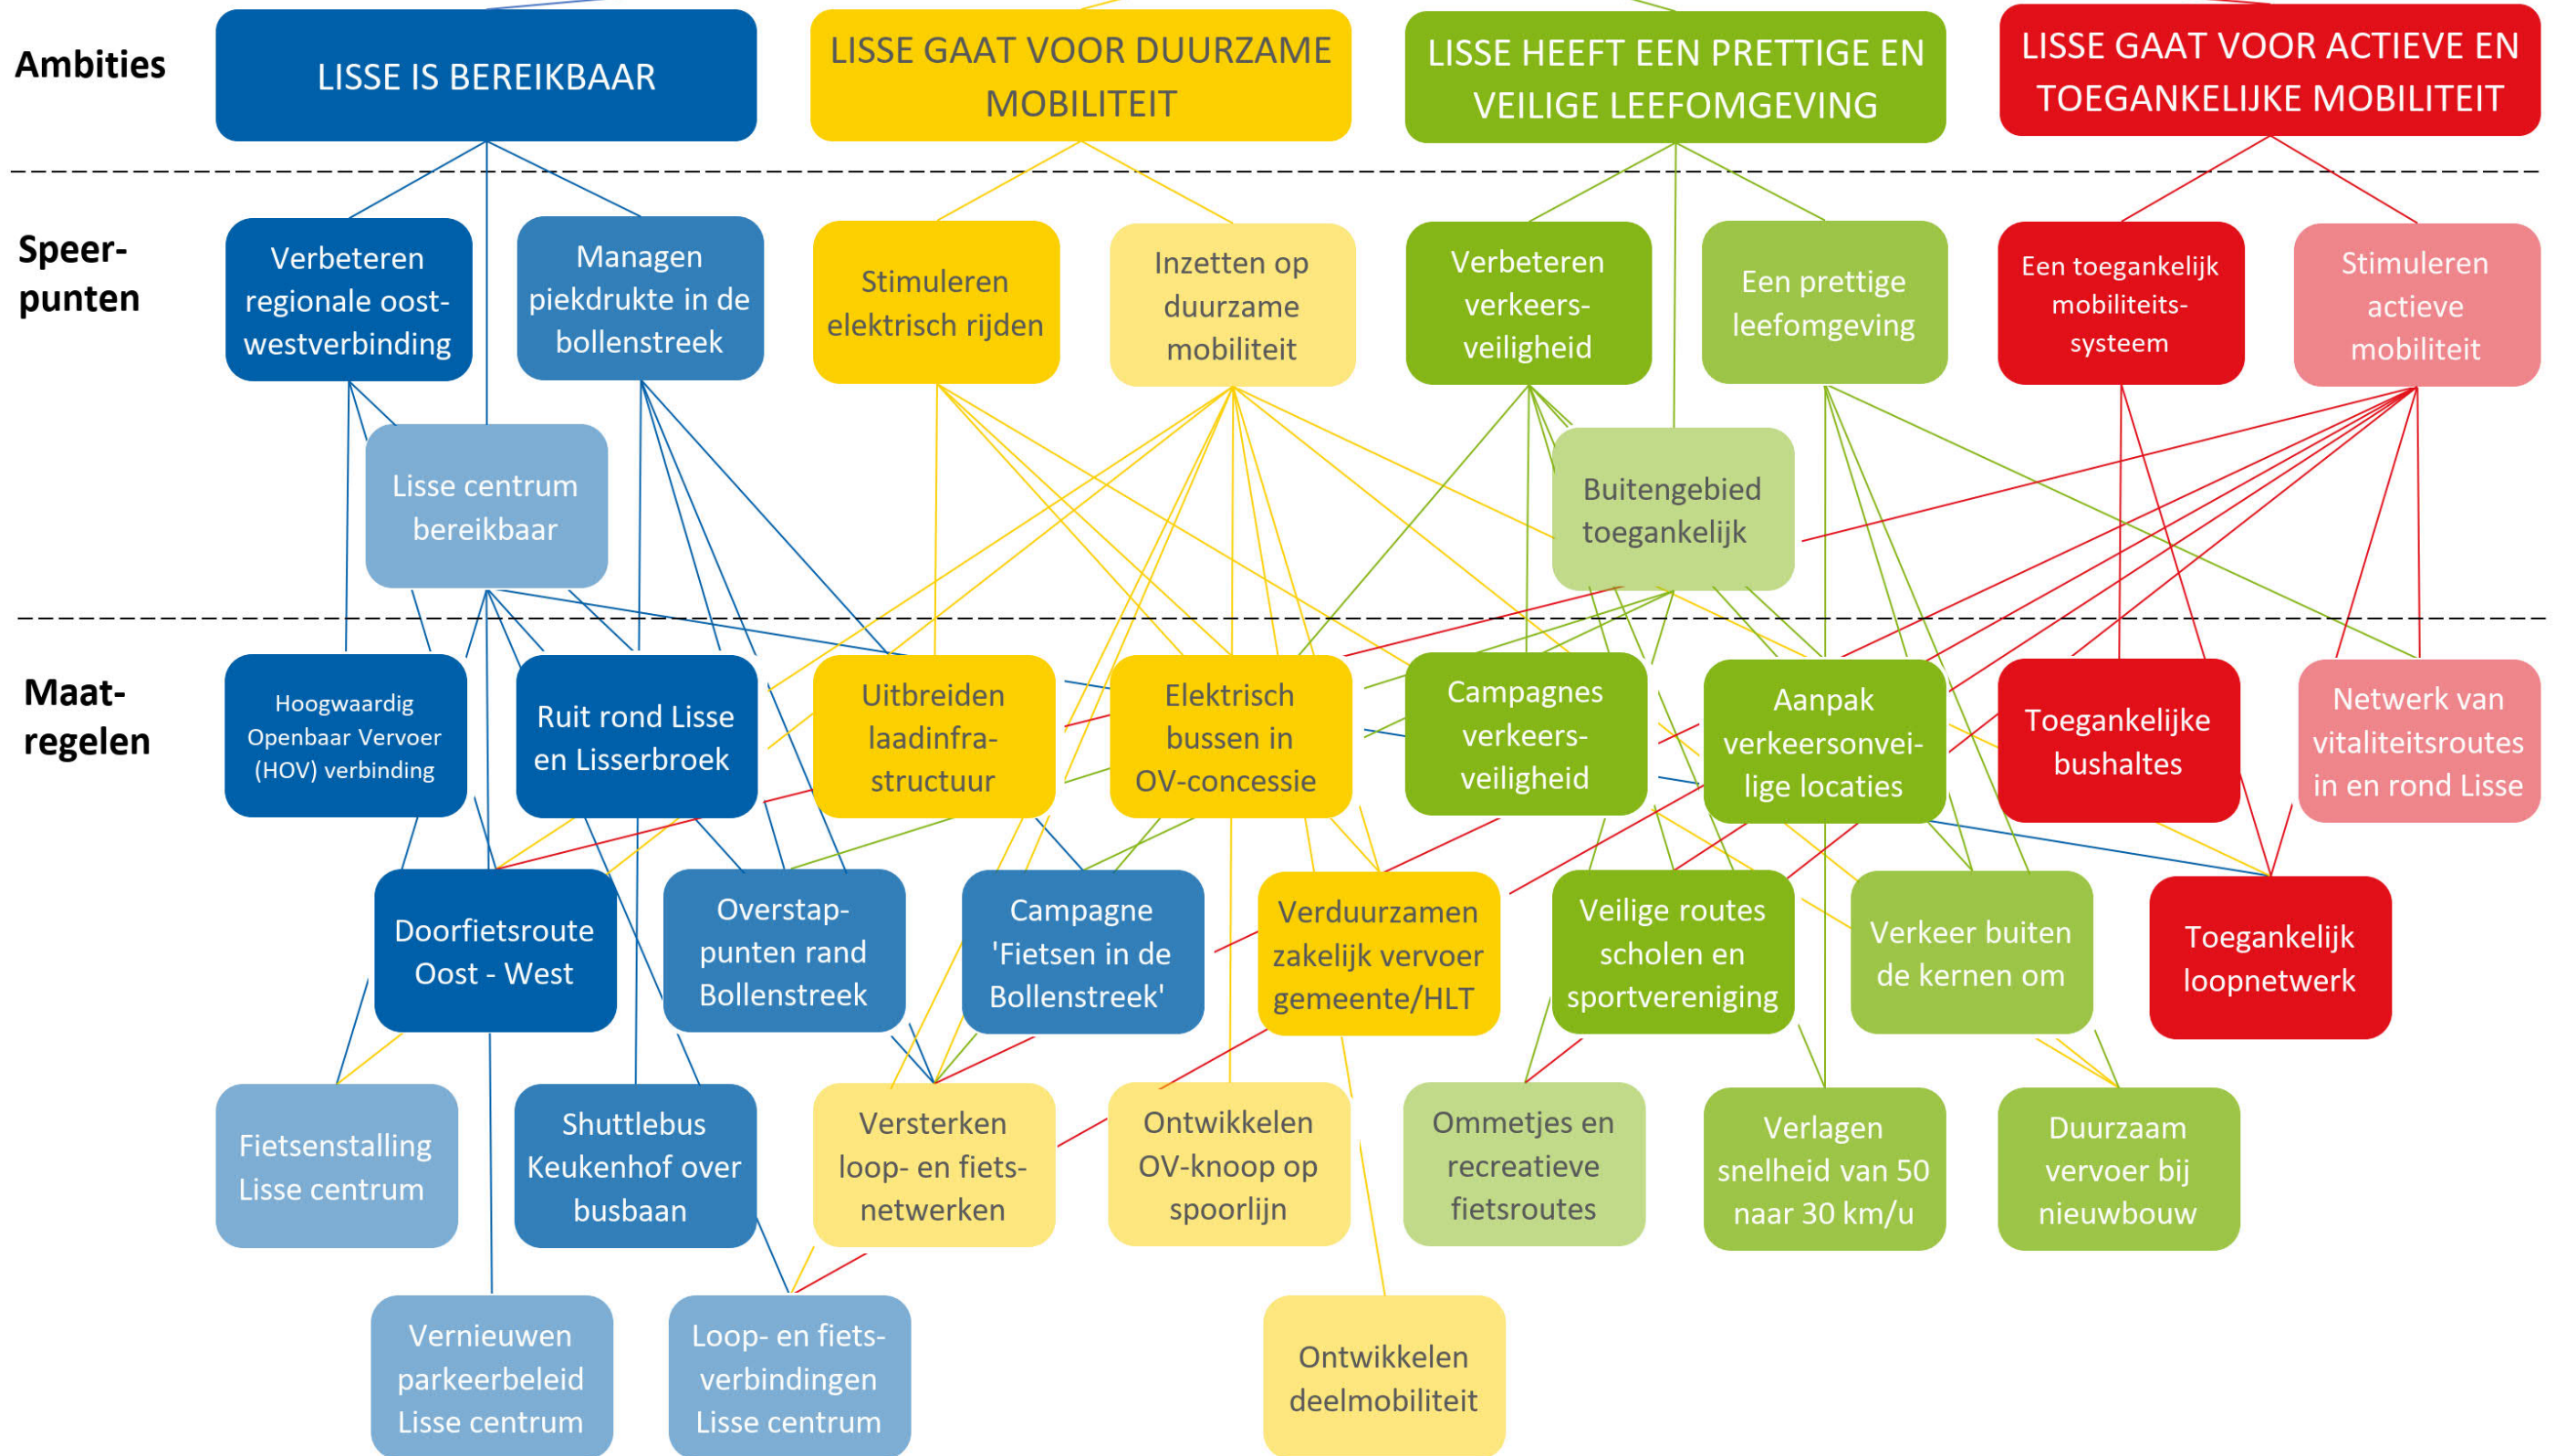 Ambities
LISSE IS BEREIKBAAR
LISSE GAAT VOOR DUURZAME
MOBILITEIT
LISSE HEEFT EEN PRETTIGE EN
VEILIGE LEEFOMGEVING
LISSE GAAT VOOR ACTIEVE EN
TOEGANKELIJKE MOBILITEIT
Speer-
punten
Verbeteren
regionale oost-
westverbinding
Managen
piekdrukte in de
bollenstreek
Stimuleren
elektrisch rijden
Inzetten op
duurzame
mobiliteit
Verbeteren
verkeers-
veiligheid
Een prettige
leefomgeving
Een toegankelijk
mobiliteits-
systeem
Stimuleren
actieve
mobiliteit
Lisse centrum
bereikbaar
Buitengebied
toegankelijk
Maat-
regelen
Hoogwaardig
Openbaar Vervoer
(HOV) verbinding
Ruit rond Lisse
en Lisserbroek
Uitbreiden
laadinfra-
structuur
Elektrisch
bussen in
OV-concessie
Campagnes
verkeers-
veiligheid
Aanpak
verkeersonvei-
lige locaties
Toegankelijke
bushaltes
Netwerk van
vitaliteitsroutes
in en rond Lisse
Doorfietsroute
Oost - West
Overstap-
punten rand
Bollenstreek
Campagne
'Fietsen in de
Bollenstreek'
Verduurzamen
zakelijk vervoer
gemeente/HLT
Veilige routes
scholen en
sportvereniging
Verkeer buiten
de kernen om
Toegankelijk
loopnetwerk
Fietsenstalling
Lisse centrum
Shuttlebus
Keukenhof over
busbaan
Versterken
loop- en fiets-
netwerken
Ontwikkelen
OV-knoop op
spoorlijn
Ommetjes en
recreatieve
fietsroutes
Verlagen
snelheid van 50
naar 30 km/u
Duurzaam
vervoer bij
nieuwbouw
Vernieuwen
parkeerbeleid
Lisse centrum
Loop- en fiets-
verbindingen
Lisse centrum
Ontwikkelen
deelmobiliteit